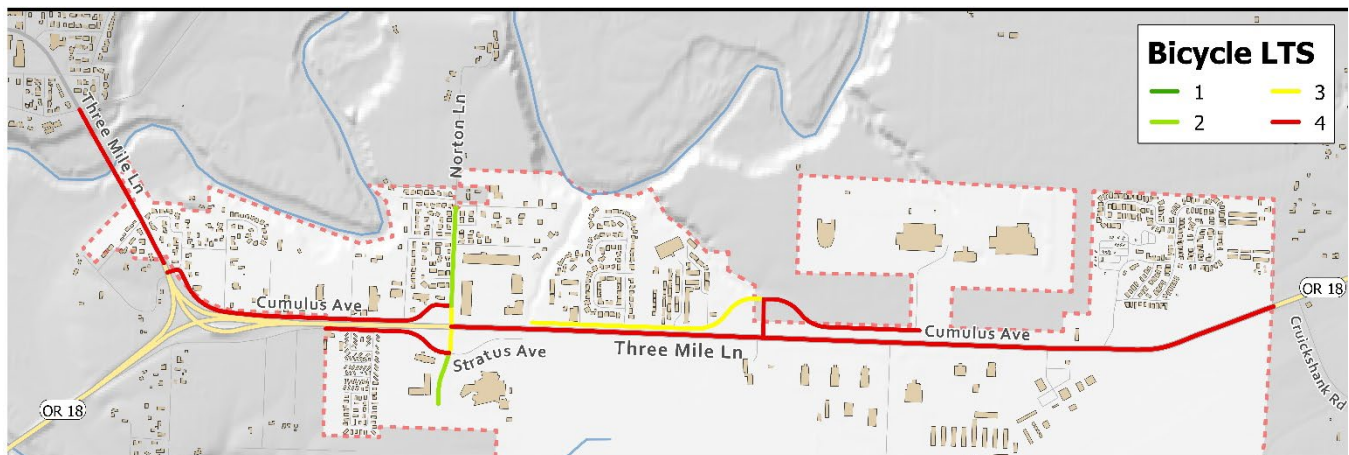 Bicycle LTS
1
3
2
4
Three Mile Ln
Norton Ln
Cumulus Ave
OR 18
Cumulus Ave
Three Mile Ln
Stratus Ave
Cruickshank Rd
OR 18